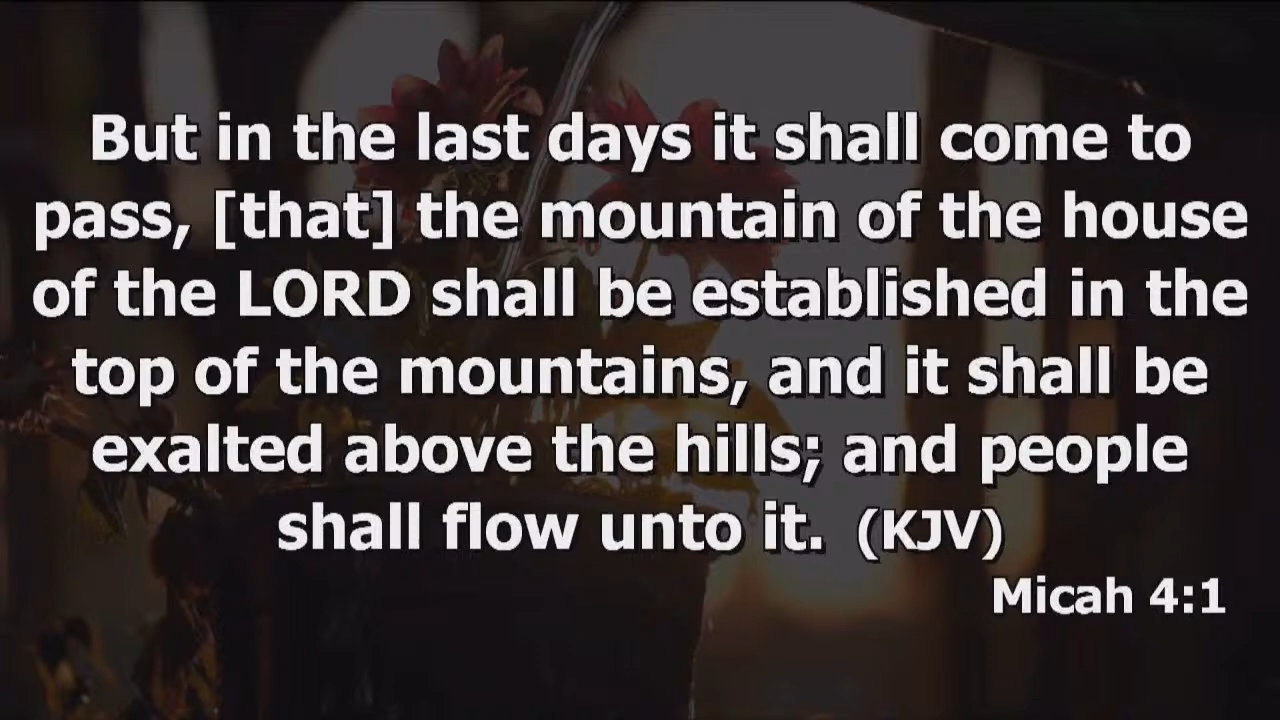 But in the last days it shall come to
pass, [that] the mountain of the house
of the LORD shall be established in the
top of the mountains, and it shall be
exalted above the hills; and people
shall flow unto it. (KJV)
Micah 4:1